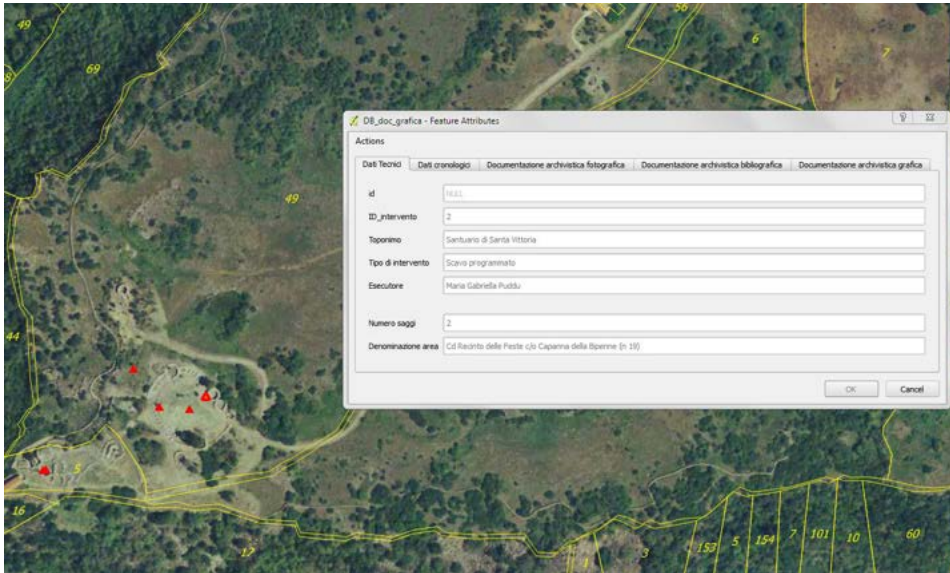 49
56
6
7
69
8
DB_doc_grafica - Feature Attributes
Actions
Dati Tecnici Dati cronologici Documentazione archivistica fotografica Documentazione archivistica bibliografica Documentazione archivistica grafica
id NULL
ID_intervento 2
Toponimo Santuario di Santa Vittoria
Tipo di intervento Scavo programmato
Esecutore Maria Gabriella Puddu
Numero saggi 2
Denominazione area Cd Recinto delle Feste c/o Capanna della Bipenne (n 19)
OK Cancel
49
44
5
16
17
1
3
153
5
154
7
101
10
60